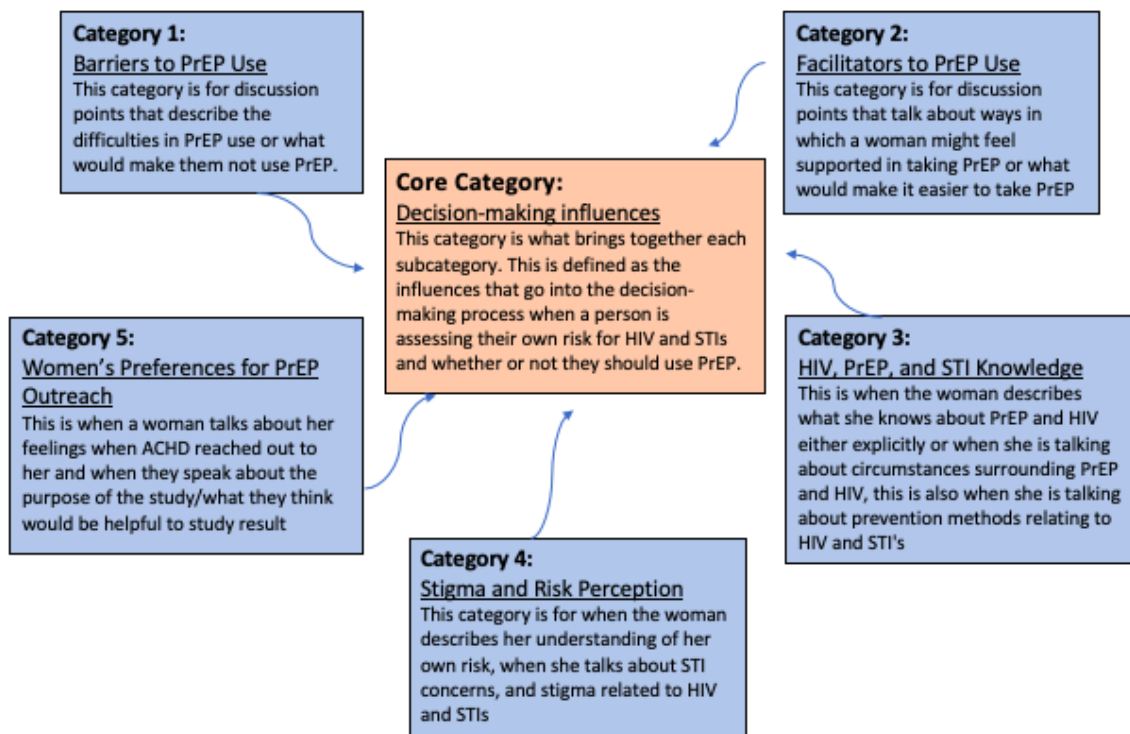 Category 1:
Barriers to PrEP Use
This category is for discussion
points that describe the
difficulties in PrEP use or what
would make them not use PrEP.
Category 2:
Facilitators to PrEP Use
This category is for discussion
points that talk about ways in
which a woman might feel
supported in taking PrEP or what
would make it easier to take PrEP
Core Category:
Decision-making influences
This category is what brings together each
subcategory. This is defined as the
influences that go into the decision-
making process when a person is
assessing their own risk for HIV and STIs
and whether or not they should use PrEP.
Category 5:
Women's Preferences for PrEP
Outreach
This is when a woman talks about her
feelings when ACHD reached out to
her and when they speak about the
purpose of the study/what they think
would be helpful to study result
Category 3:
HIV, PrEP, and STI Knowledge
This is when the woman describes
what she knows about PrEP and HIV
either explicitly or when she is talking
about circumstances surrounding PrEP
and HIV, this is also when she is talking
about prevention methods relating to
HIV and STI's
Category 4:
Stigma and Risk Perception
This category is for when the woman
describes her understanding of her
own risk, when she talks about STI
concerns, and stigma related to HIV
and STIs